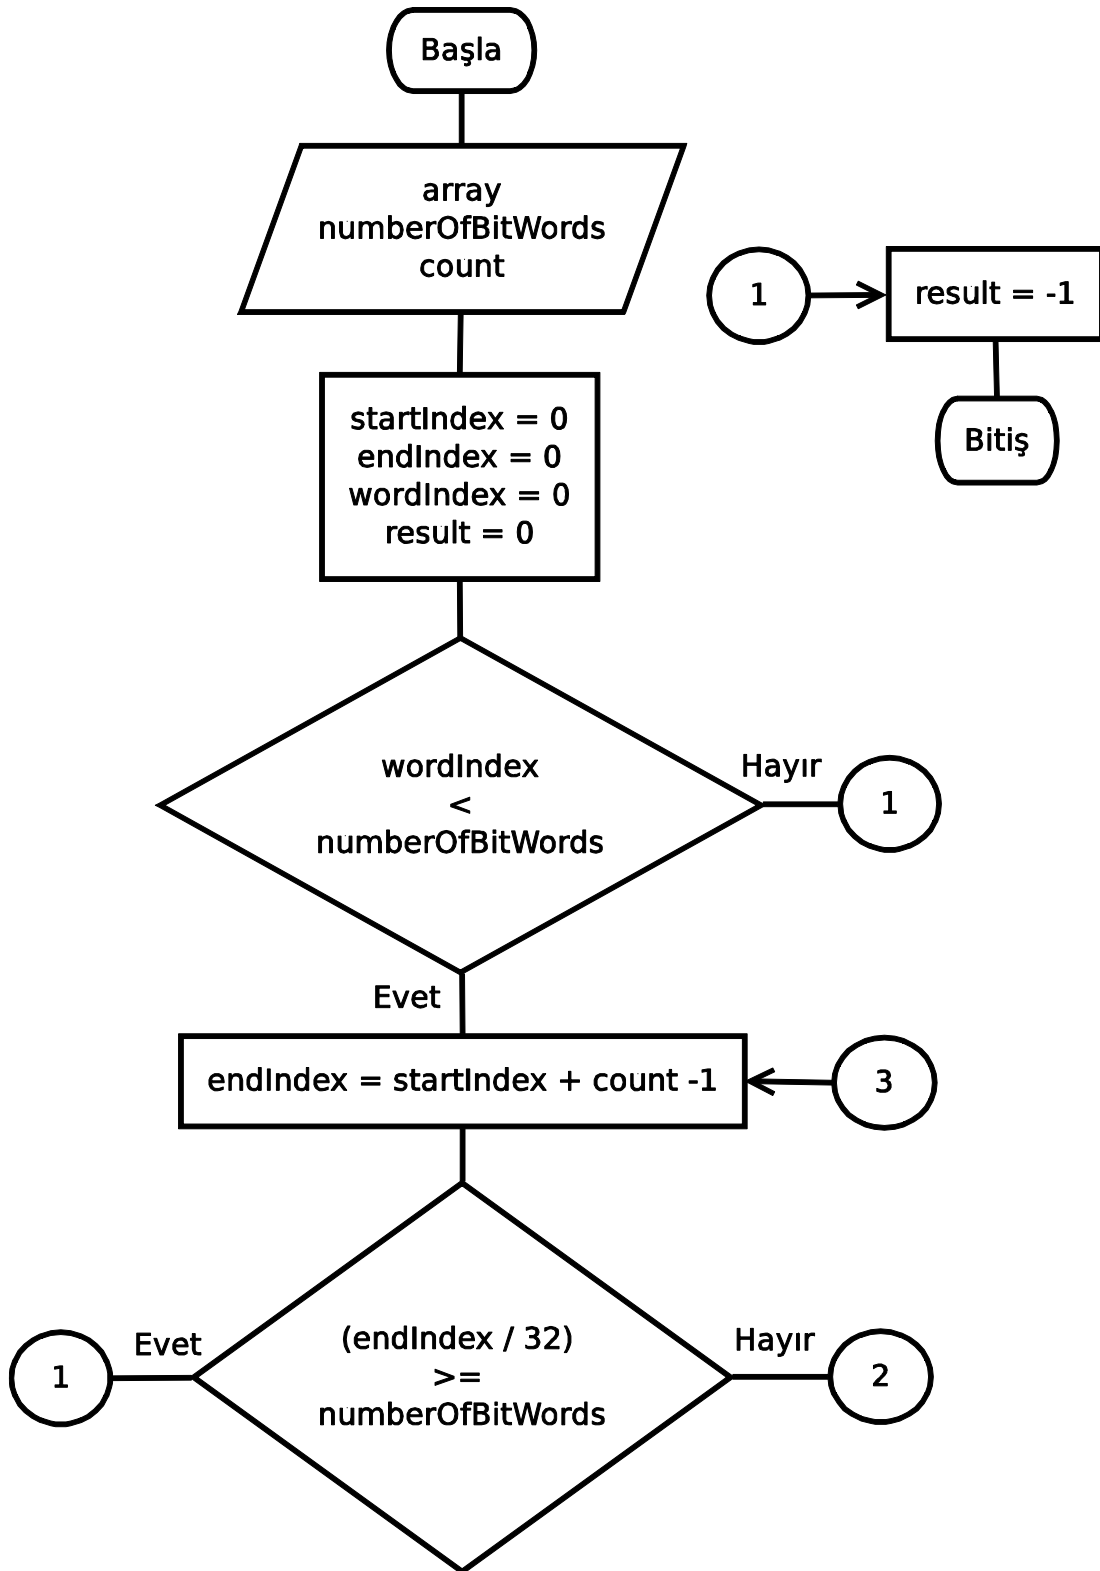 Başla
array
numberOfBitWords
count
1
result = -1
Bitiş
startIndex = 0
endIndex = 0
wordIndex = 0
result = 0
wordIndex
<
numberOfBitWords
Hayır
1
Evet
endIndex = startIndex + count -1
3
(endIndex / 32)
>=
numberOfBitWords
Evet
1
Hayır
2